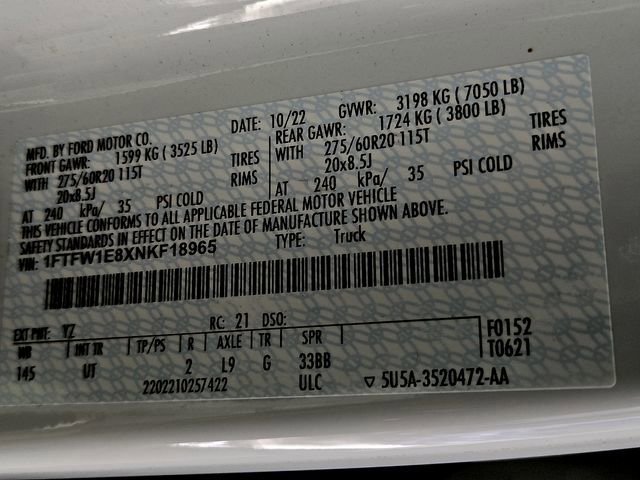 MFD. BY FORD MOTOR CO. DATE: 10/22 GVWR: 3198 KG ( 7050 LB)
FRONT GAWR: 1599 KG ( 3525 LB) REAR GAWR: 1724 KG ( 3800 LB)
WITH 275/60R20 115T TIRES WITH 275/60R20 115T TIRES
20x8.5J RIMS 20x8.5J RIMS
AT 240 kPa/ 35 PSI COLD AT 240 kPa/ 35 PSI COLD
THIS VEHICLE CONFORMS TO ALL APPLICABLE FEDERAL MOTOR VEHICLE
SAFETY STANDARDS IN EFFECT ON THE DATE OF MANUFACTURE SHOWN ABOVE.
VIN: 1FTFW1E8XNKF18965 TYPE: Truck
EXT PNT: YZ RC: 21 DSO: F0152
WB INT TR TP/PS R AXLE TR SPR T0621
145 UT 2 L9 G 33BB
2202210257422 ULC ▽ 5U5A-3520472-AA